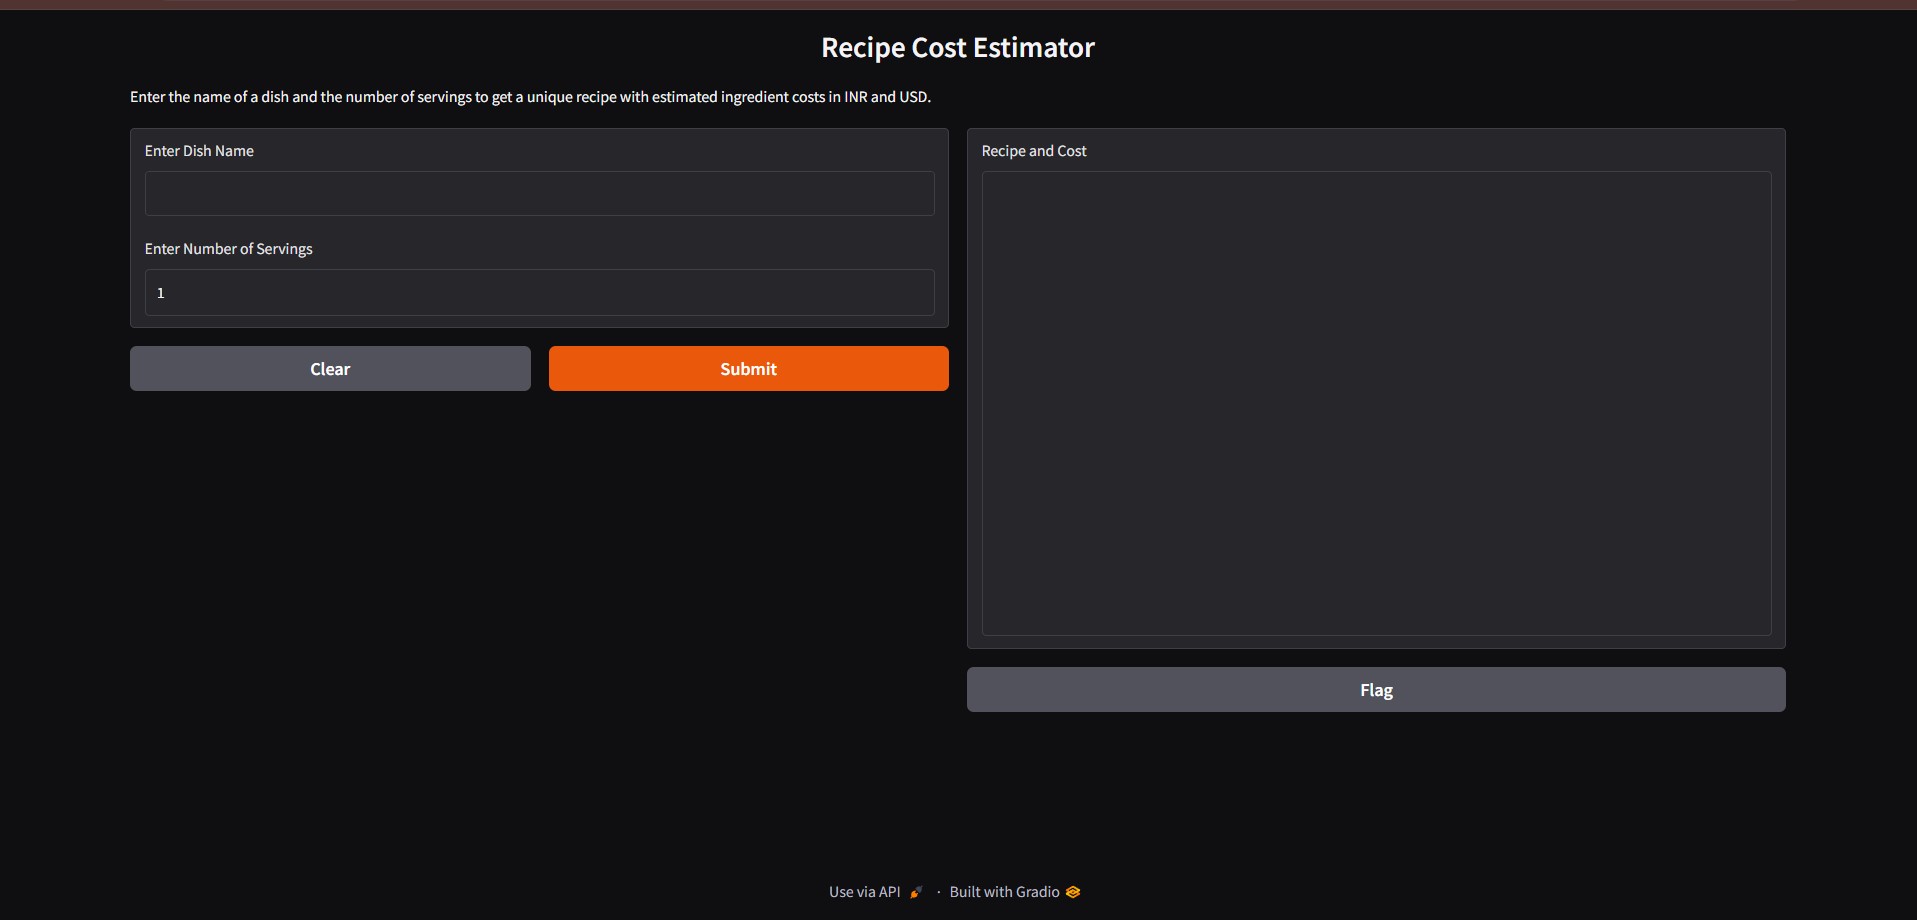 Recipe Cost Estimator
Enter the name of a dish and the number of servings to get a unique recipe with estimated ingredient costs in INR and USD.
Enter Dish Name
Enter Number of Servings
1
Clear
Submit
Recipe and Cost
Flag
Use via API · Built with Gradio